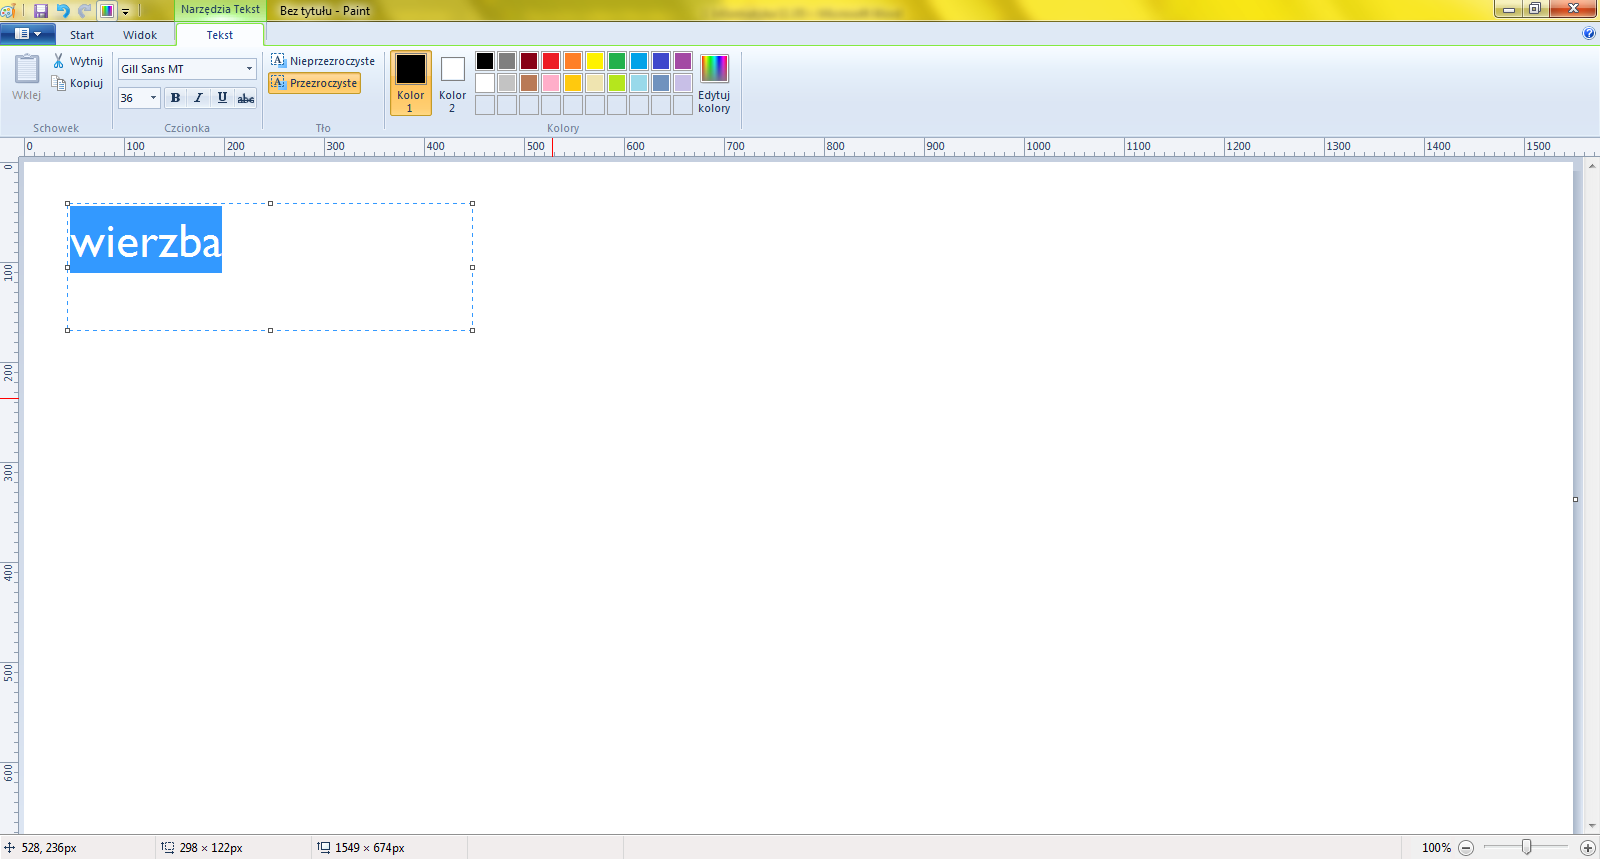 Narzędzia Tekst
Bez tytułu - Paint
Start
Widok
Tekst
Wklej
Wytnij
Kopiuj
Schowek
Gill Sans MT
36
B I U abc
Czcionka
Nieprzezroczyste
Przezroczyste
Tło
Kolor 1
Kolor 2
Edytuj kolory
Kolory
0 100 200 300 400 500 600 700 800 900 1000 1100 1200 1300 1400 1500
0
100
200
300
400
500
600
wierzba
528, 236px
298 × 122px
1549 × 674px
100%